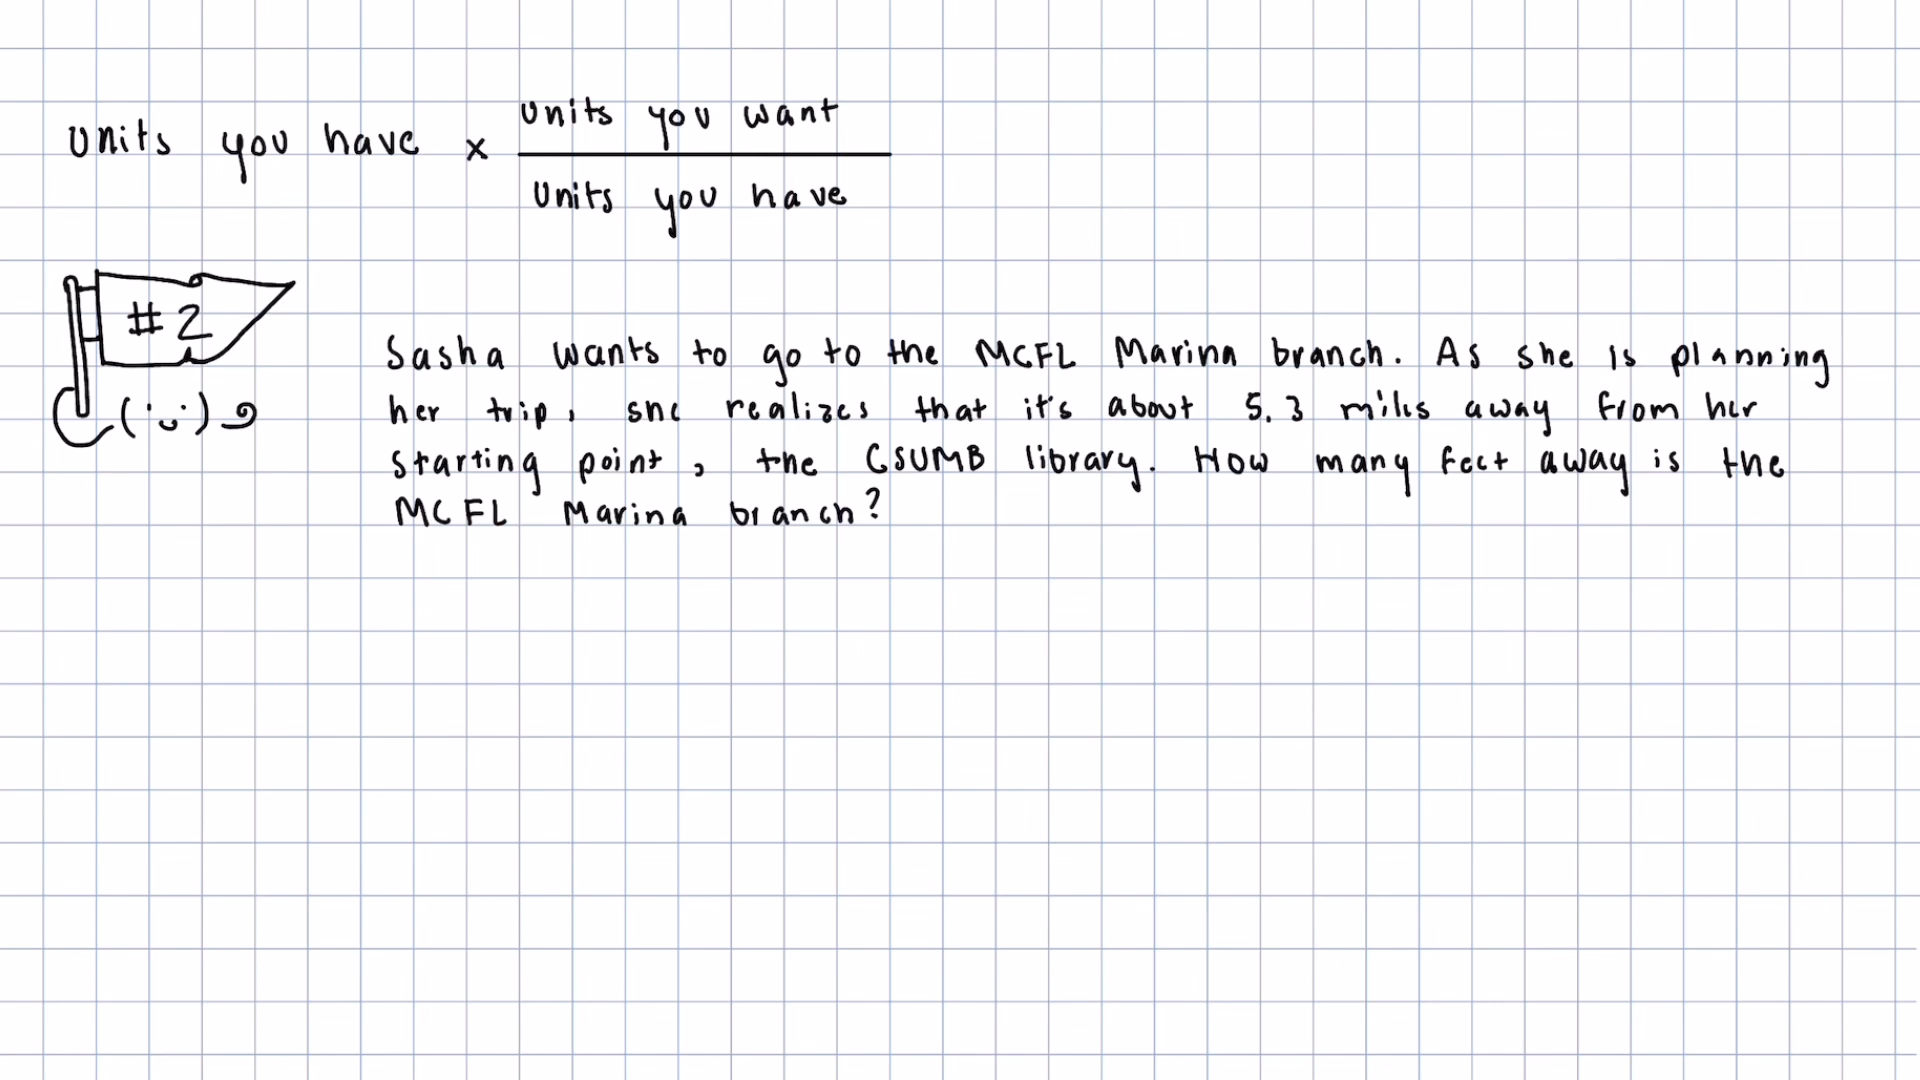 units you have × units you want
units you have
#2
Sasha wants to go to the MCFL Marina branch. As she is planning
her trip, she realizes that it's about 5.3 miles away from her
starting point, the CSUMB library. How many feet away is the
MCFL Marina branch?